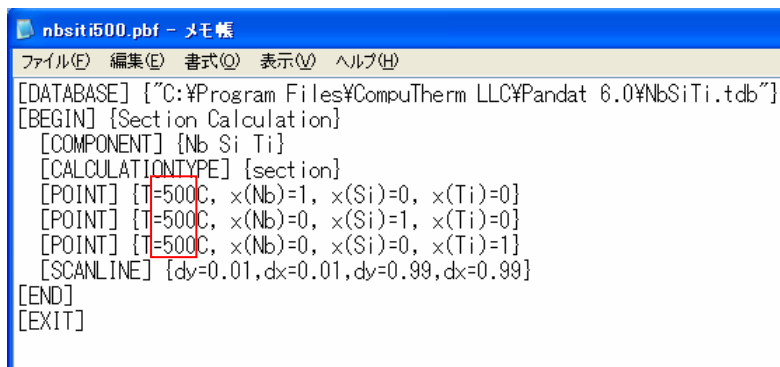 nbsiti500.pbf - メモ帳
ファイル(F) 編集(E) 書式(O) 表示(V) ヘルプ(H)
[DATABASE] {"C:¥Program Files¥CompuTherm LLC¥Pandat 6.0¥NbSiTi.tdb"}
[BEGIN] {Section Calculation}
[COMPONENT] {Nb Si Ti}
[CALCULATIONTYPE] {section}
[POINT] {T=500C, x(Nb)=1, x(Si)=0, x(Ti)=0}
[POINT] {T=500C, x(Nb)=0, x(Si)=1, x(Ti)=0}
[POINT] {T=500C, x(Nb)=0, x(Si)=0, x(Ti)=1}
[SCANLINE] {dy=0.01,dx=0.01,dy=0.99,dx=0.99}
[END]
[EXIT]